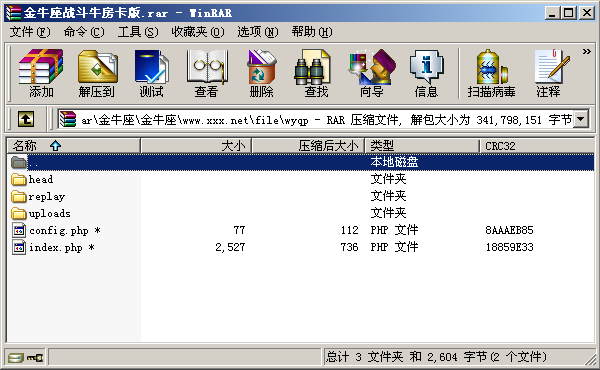 金牛座战斗牛房卡版.rar - WinRAR
文件(F) 命令(C) 工具(S) 收藏夹(O) 选项(N) 帮助(H)
添加 解压到 测试 查看 删除 查找 向导 信息 扫描病毒 注释
ar\金牛座\金牛座\www.xxx.net\file\wyqp - RAR 压缩文件, 解包大小为 341,798,151 字节
名称 大小 压缩后大小 类型 CRC32
.. 本地磁盘
head 文件夹
replay 文件夹
uploads 文件夹
config.php * 77 112 PHP 文件 8AAAEB85
index.php * 2,527 736 PHP 文件 18859E33
总计 3 文件夹 和 2,604 字节(2 个文件)